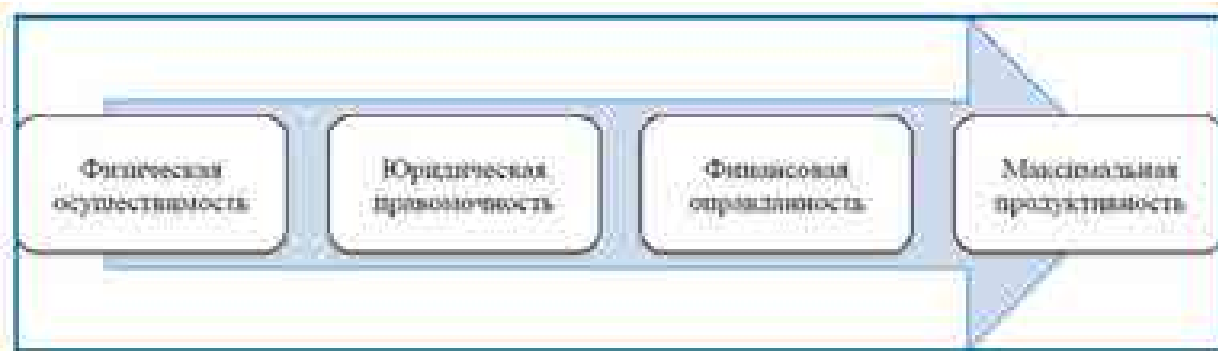 Физическая
осуществимость
Юридическая
правомочность
Финансовая
оправданность
Максимальная
продуктивность